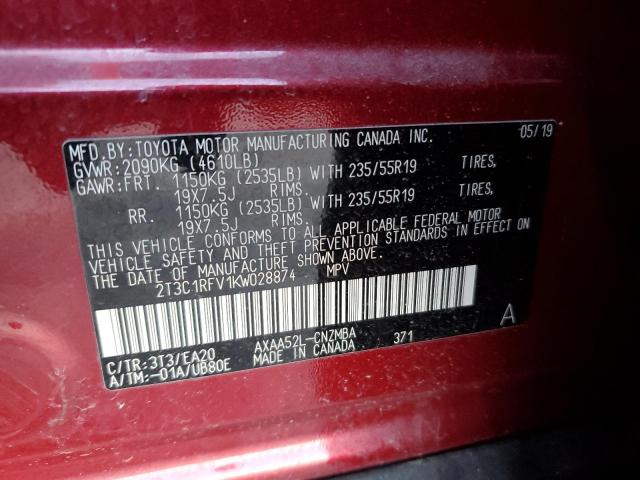 MFD.BY:TOYOTA MOTOR MANUFACTURING CANADA INC. 05/19
GVWR:2090KG (4610LB)
GAWR:FRT. 1150KG (2535LB) WITH 235/55R19 TIRES,
19X7.5J RIMS.
RR. 1150KG (2535LB) WITH 235/55R19 TIRES,
19X7.5J RIMS.
THIS VEHICLE CONFORMS TO ALL APPLICABLE FEDERAL MOTOR
VEHICLE SAFETY AND THEFT PREVENTION STANDARDS IN EFFECT ON
THE DATE OF MANUFACTURE SHOWN ABOVE.
2T3C1RFV1KW028874 MPV
A
C/TR:3T3/EA20 AXAA52L-CNZMBA 371
A/TM:-01A/UB80E MADE IN CANADA